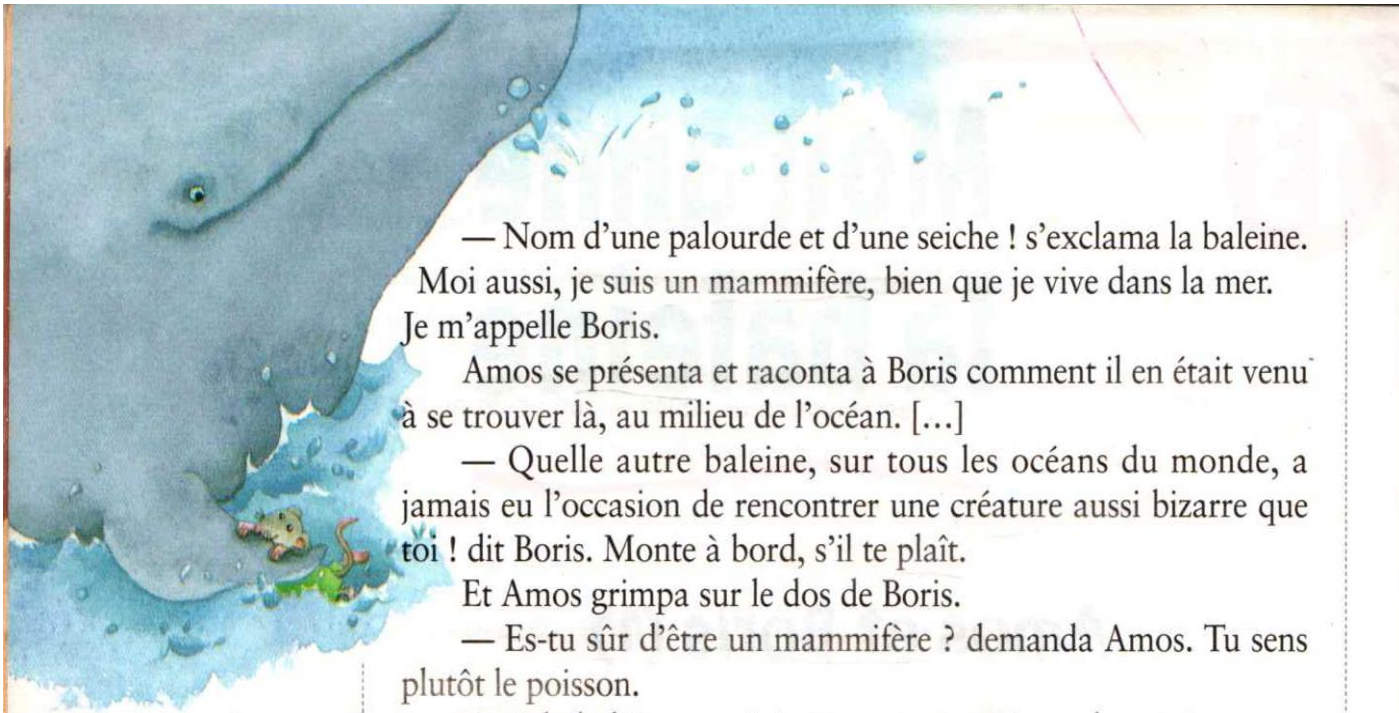 — Nom d'une palourde et d'une seiche ! s'exclama la baleine.
Moi aussi, je suis un mammifère, bien que je vive dans la mer.
Je m'appelle Boris.
Amos se présenta et raconta à Boris comment il en était venu
à se trouver là, au milieu de l'océan. […]
— Quelle autre baleine, sur tous les océans du monde, a
jamais eu l'occasion de rencontrer une créature aussi bizarre que
toi ! dit Boris. Monte à bord, s'il te plaît.
Et Amos grimpa sur le dos de Boris.
— Es-tu sûr d'être un mammifère ? demanda Amos. Tu sens
plutôt le poisson.